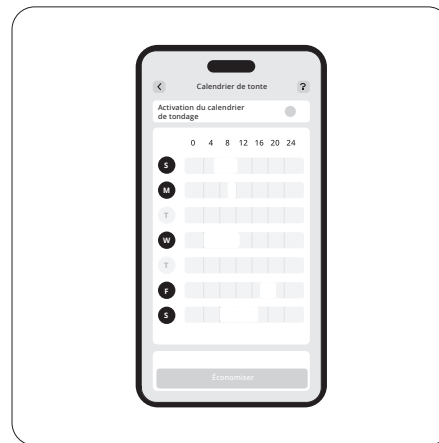 Calendrier de tonte ?
Activation du calendrier
de tondage
0 4 8 12 16 20 24
S
M
T
W
T
F
S
Économiser